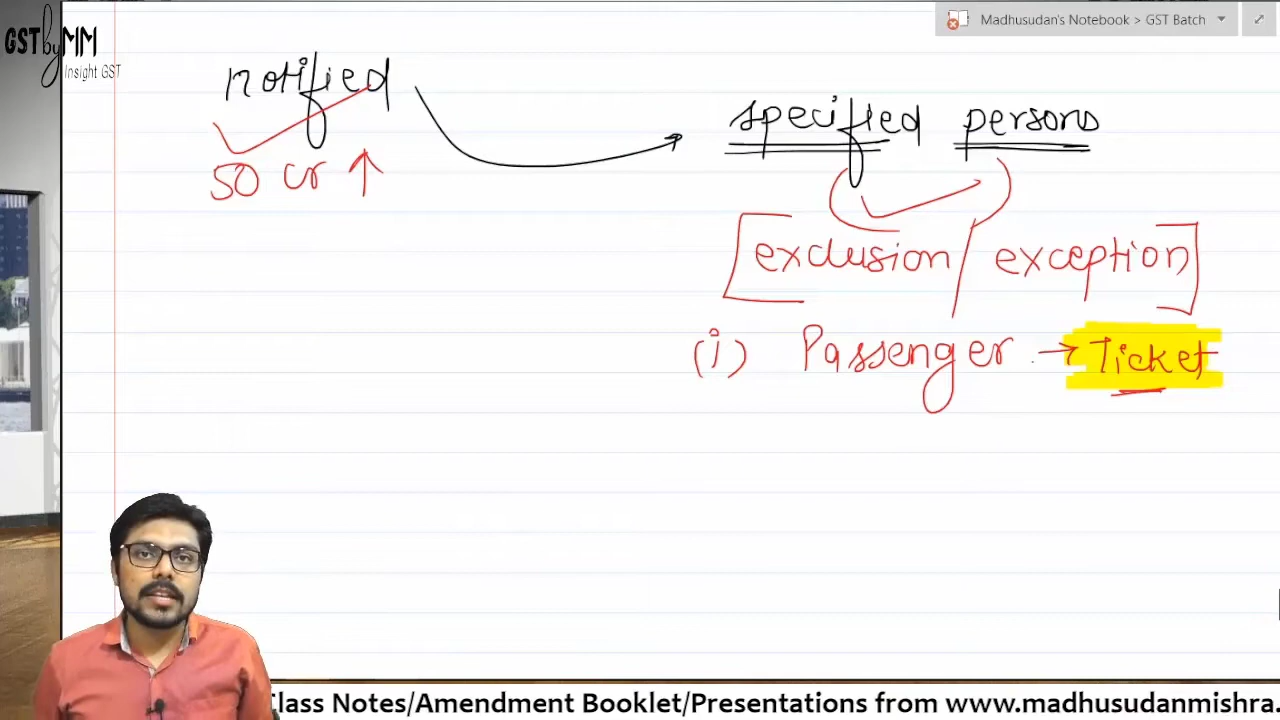 GST by MM
Insight GST
Madhusudan's Notebook > GST Batch
notified
50 cr ↑
specified persons
exclusion / exception
(i) Passenger → Ticket
Class Notes/Amendment Booklet/Presentations from www.madhusudanmishra.